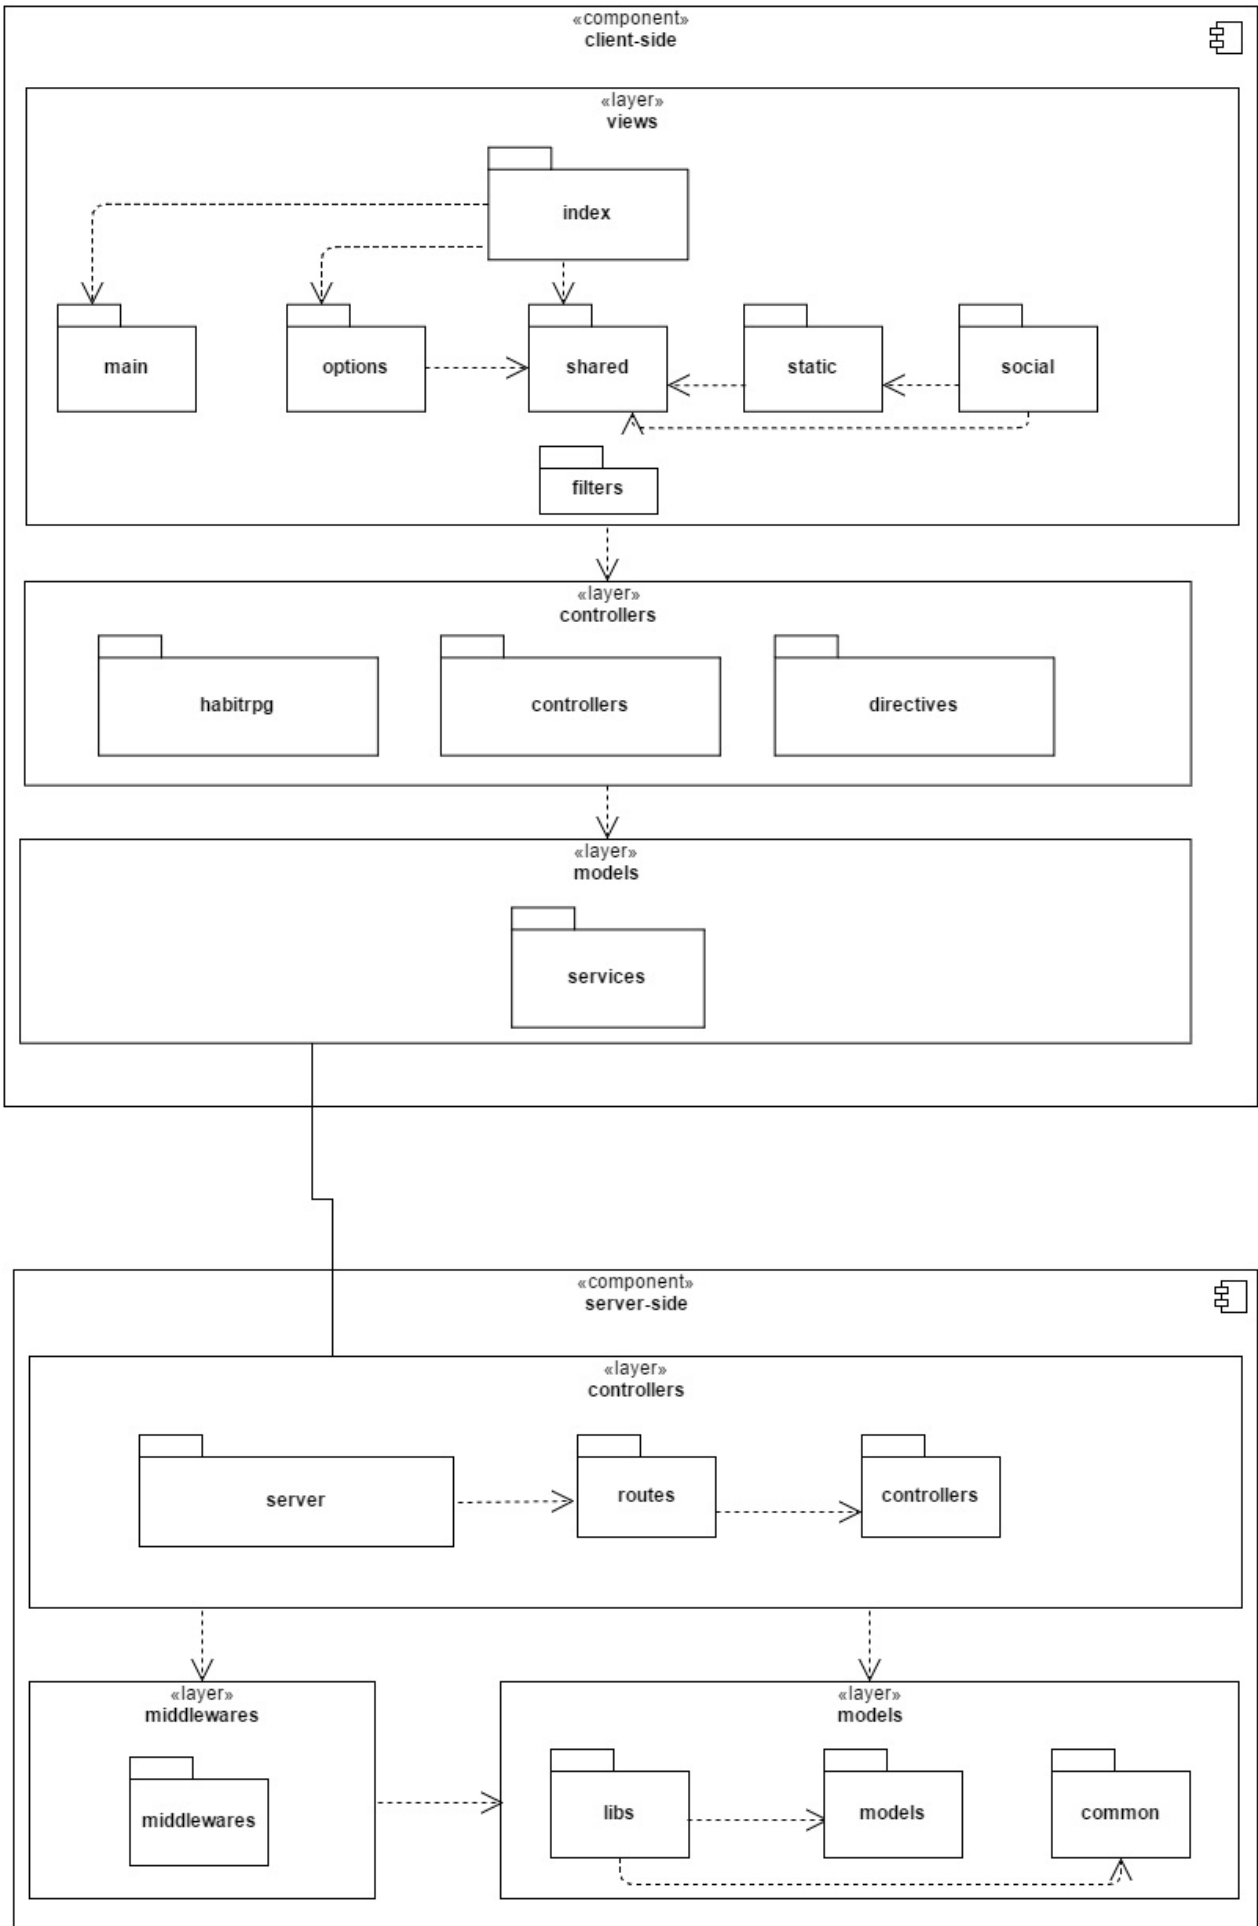 «component»
client-side
«layer»
views
index
main
options
shared
static
social
filters
«layer»
controllers
habitrpg
controllers
directives
«layer»
models
services
«component»
server-side
«layer»
controllers
server
routes
controllers
«layer»
middlewares
middlewares
«layer»
models
libs
models
common